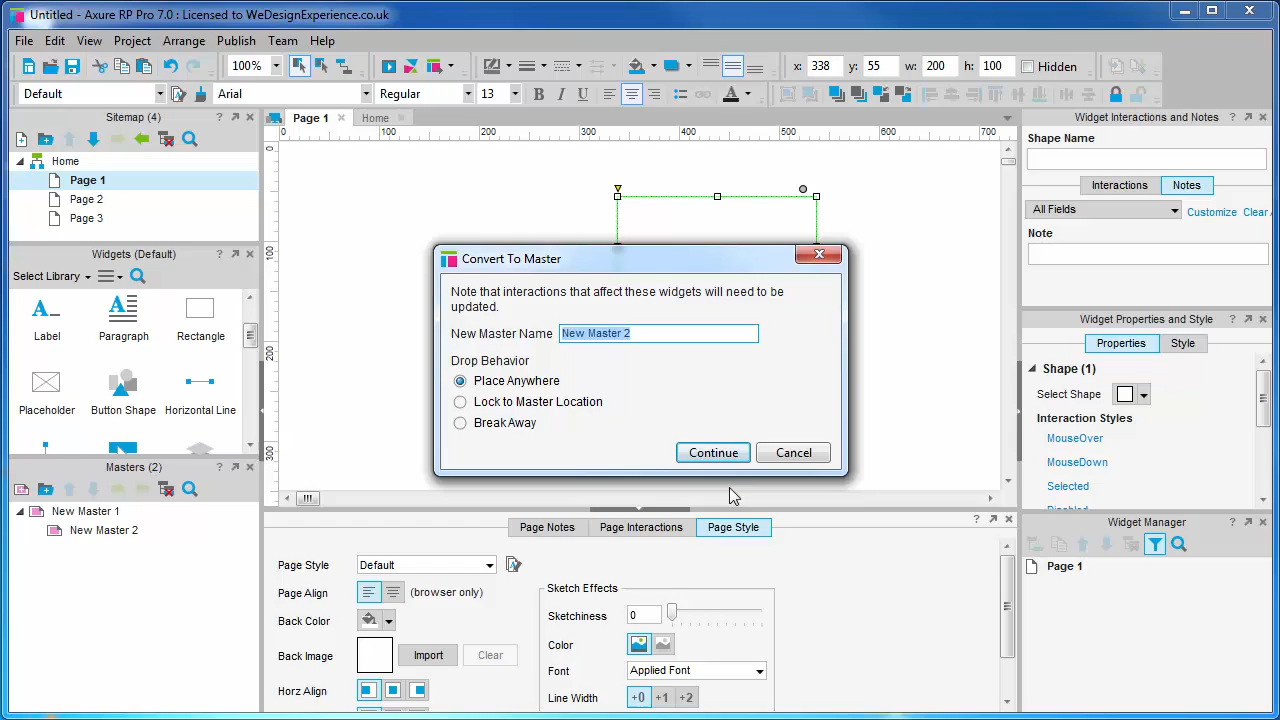 Untitled - Axure RP Pro 7.0 : Licensed to WeDesignExperience.co.uk
File Edit View Project Arrange Publish Team Help
100% x: 338 y: 55 w: 200 h: 100 Hidden
Default Arial Regular 13 B I U A
Sitemap (4) ?
Home
Page 1
Page 2
Page 3
Widgets (Default) ?
Select Library
Label Paragraph Rectangle
Placeholder Button Shape Horizontal Line
Masters (2) ?
New Master 1
New Master 2
Page 1 Home
0 100 200 300 400 500 600 700
0
100
200
300
Convert To Master
Note that interactions that affect these widgets will need to be
updated.
New Master Name New Master 2
Drop Behavior
Place Anywhere
Lock to Master Location
Break Away
Continue Cancel
Page Notes Page Interactions Page Style ?
Page Style Default
Page Align (browser only)
Back Color
Back Image Import Clear
Horz Align
Sketch Effects
Sketchiness 0
Color
Font Applied Font
Line Width +0 +1 +2
Widget Interactions and Notes ?
Shape Name
Interactions Notes
All Fields Customize Clear
Note
Widget Properties and Style ?
Properties Style
Shape (1)
Select Shape
Interaction Styles
MouseOver
MouseDown
Selected
Disabled
Widget Manager ?
Page 1